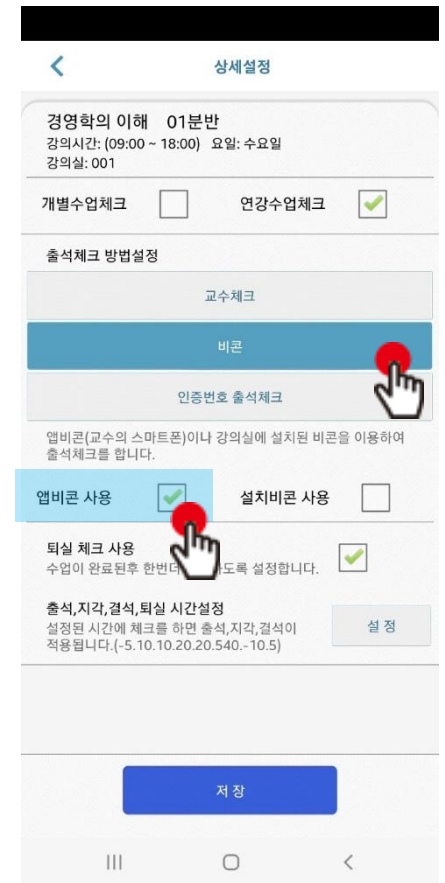 상세설정
경영학의 이해 01분반
강의시간: (09:00 ~ 18:00) 요일: 수요일
강의실: 001
개별수업체크 연강수업체크
출석체크 방법설정
교수체크
비콘
인증번호 출석체크
앱비콘(교수의 스마트폰)이나 강의실에 설치된 비콘을 이용하여
출석체크를 합니다.
앱비콘 사용 설치비콘 사용
퇴실 체크 사용
수업이 완료된후 한번더 하도록 설정합니다.
출석,지각,결석,퇴실 시간설정
설정된 시간에 체크를 하면 출석,지각,결석이
적용됩니다.(-5.10.10.20.20.540.-10.5)
설 정
저 장